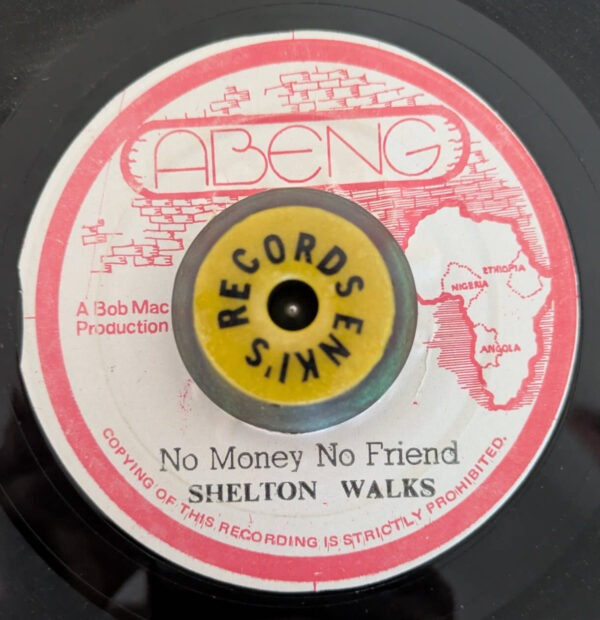 ABENG
ETHIOPIA
NIGERIA
ANGOLA
A Bob Mac
Production
ENKI'S RECORDS
No Money No Friend
SHELTON WALKS
COPYING OF THIS RECORDING IS STRICTLY PROHIBITED.